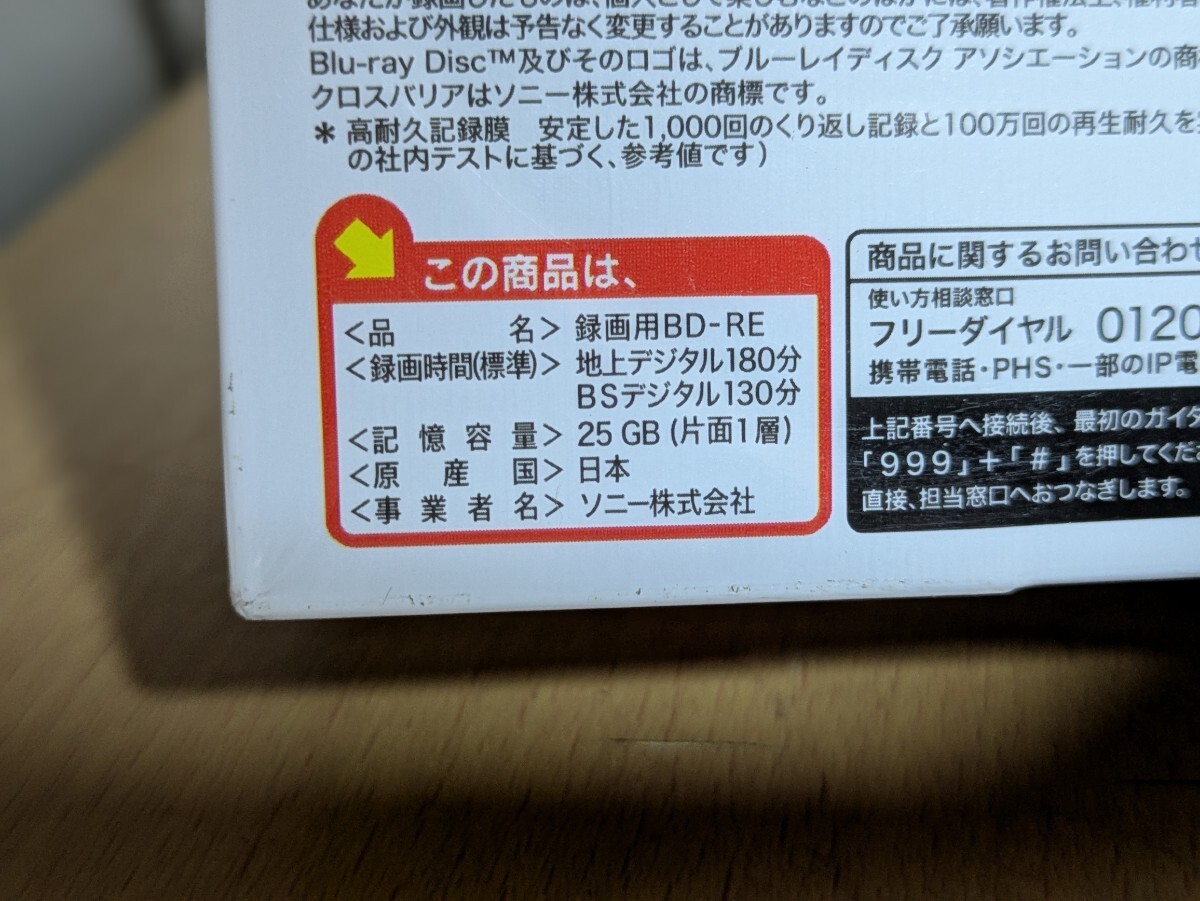 仕様および外観は予告なく変更することがありますのでご了承願います。
Blu-ray Disc™及びそのロゴは、ブルーレイディスク アソシエーションの商
クロスバリアはソニー株式会社の商標です。
＊ 高耐久記録膜　安定した1,000回のくり返し記録と100万回の再生耐久を
の社内テストに基づく、参考値です）
この商品は、
＜品名＞ 録画用BD-RE
＜録画時間(標準)＞ 地上デジタル180分
BSデジタル130分
＜記憶容量＞ 25 GB (片面1層)
＜原産国＞ 日本
＜事業者名＞ ソニー株式会社
商品に関するお問い合わせ
使い方相談窓口
フリーダイヤル 0120
携帯電話・PHS・一部のIP電
上記番号へ接続後、最初のガイダ
「999」+「#」を押してくださ
直接、担当窓口へおつなぎします。